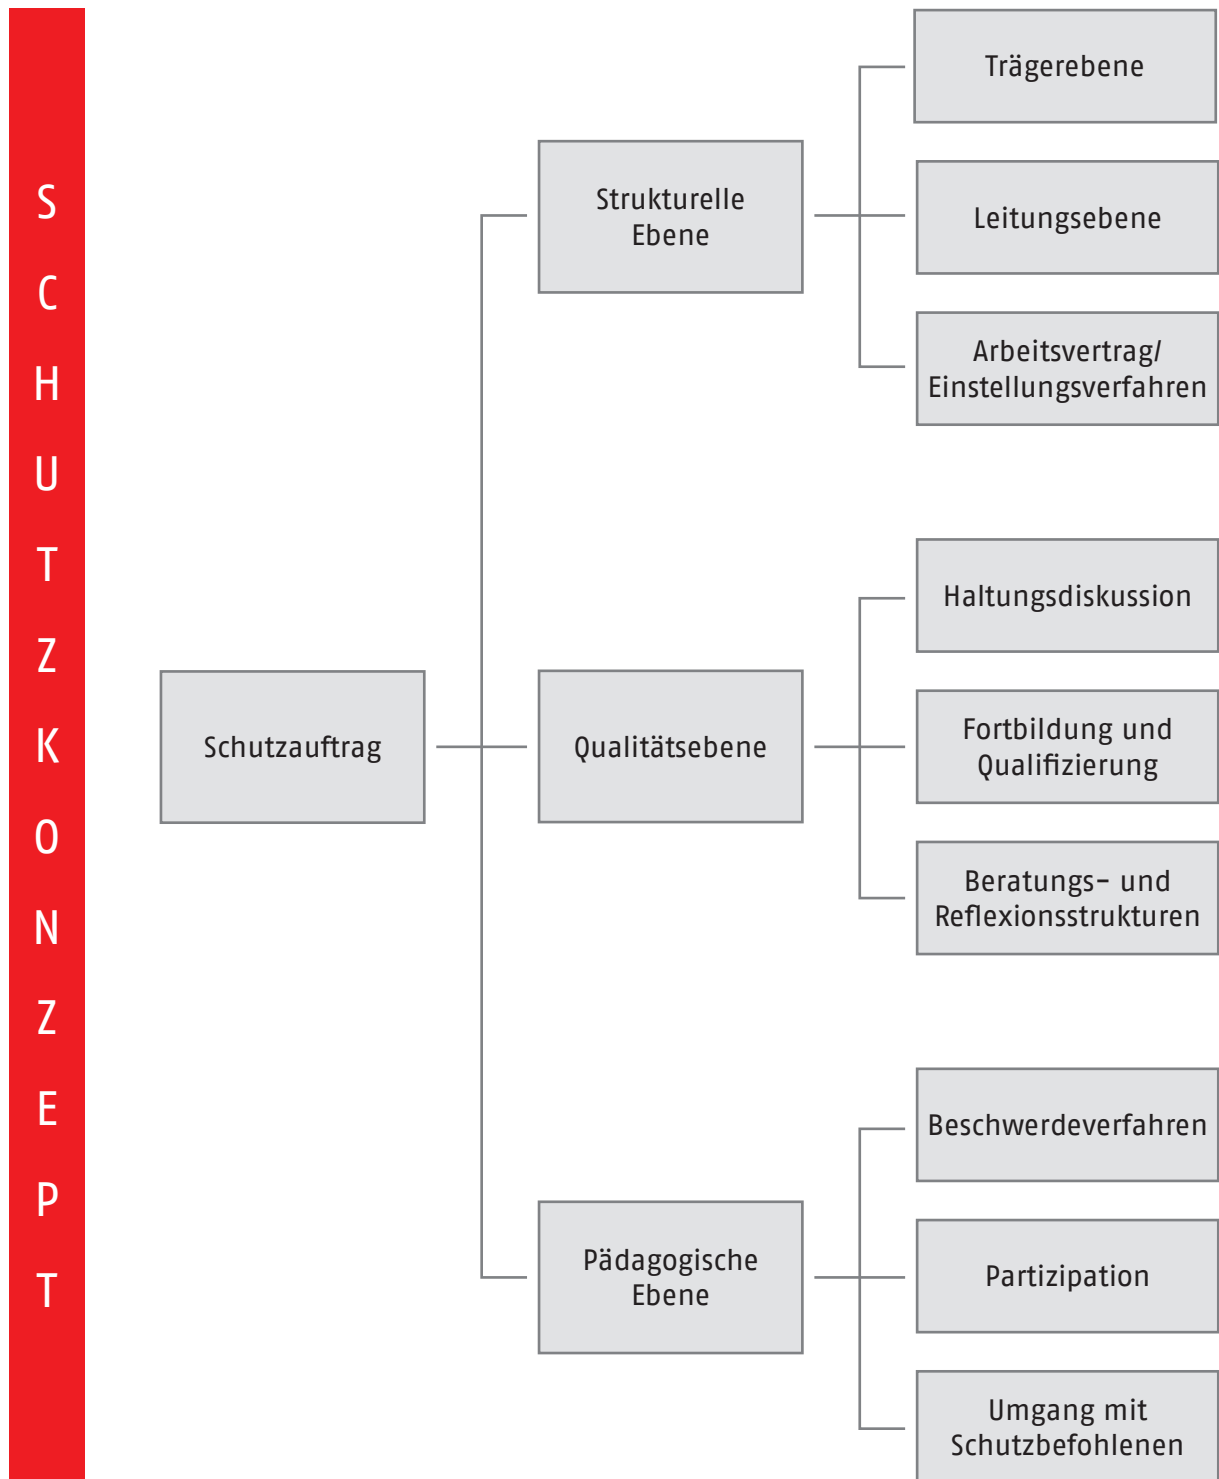 SCHUTZKONZEPT
Schutzauftrag
Strukturelle
Ebene
Trägerebene
Leitungsebene
Arbeitsvertrag/
Einstellungsverfahren
Qualitätsebene
Haltungsdiskussion
Fortbildung und
Qualifizierung
Beratungs- und
Reflexionsstrukturen
Pädagogische
Ebene
Beschwerdeverfahren
Partizipation
Umgang mit
Schutzbefohlenen